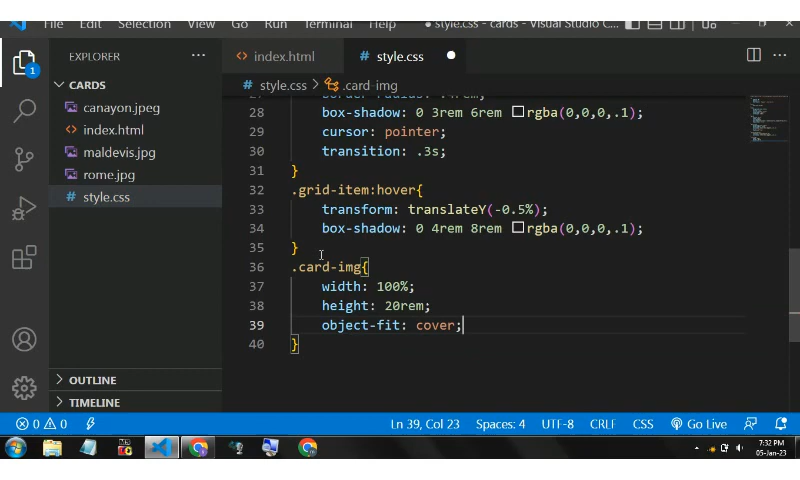 File Edit Selection View Go Run Terminal Help
style.css - cards - Visual Studio C...
EXPLORER
index.html
style.css
1
CARDS
style.css > .card-img
canayon.jpeg
index.html
maldevis.jpg
rome.jpg
style.css
27 border-radius: .4rem;
28 box-shadow: 0 3rem 6rem rgba(0,0,0,.1);
29 cursor: pointer;
30 transition: .3s;
31 }
32 .grid-item:hover{
33 transform: translateY(-0.5%);
34 box-shadow: 0 4rem 8rem rgba(0,0,0,.1);
35 }
36 .card-img{
37 width: 100%;
38 height: 20rem;
39 object-fit: cover;
40 }
OUTLINE
TIMELINE
0 0
Ln 39, Col 23
Spaces: 4
UTF-8
CRLF
CSS
Go Live
7:32 PM
05-Jan-23